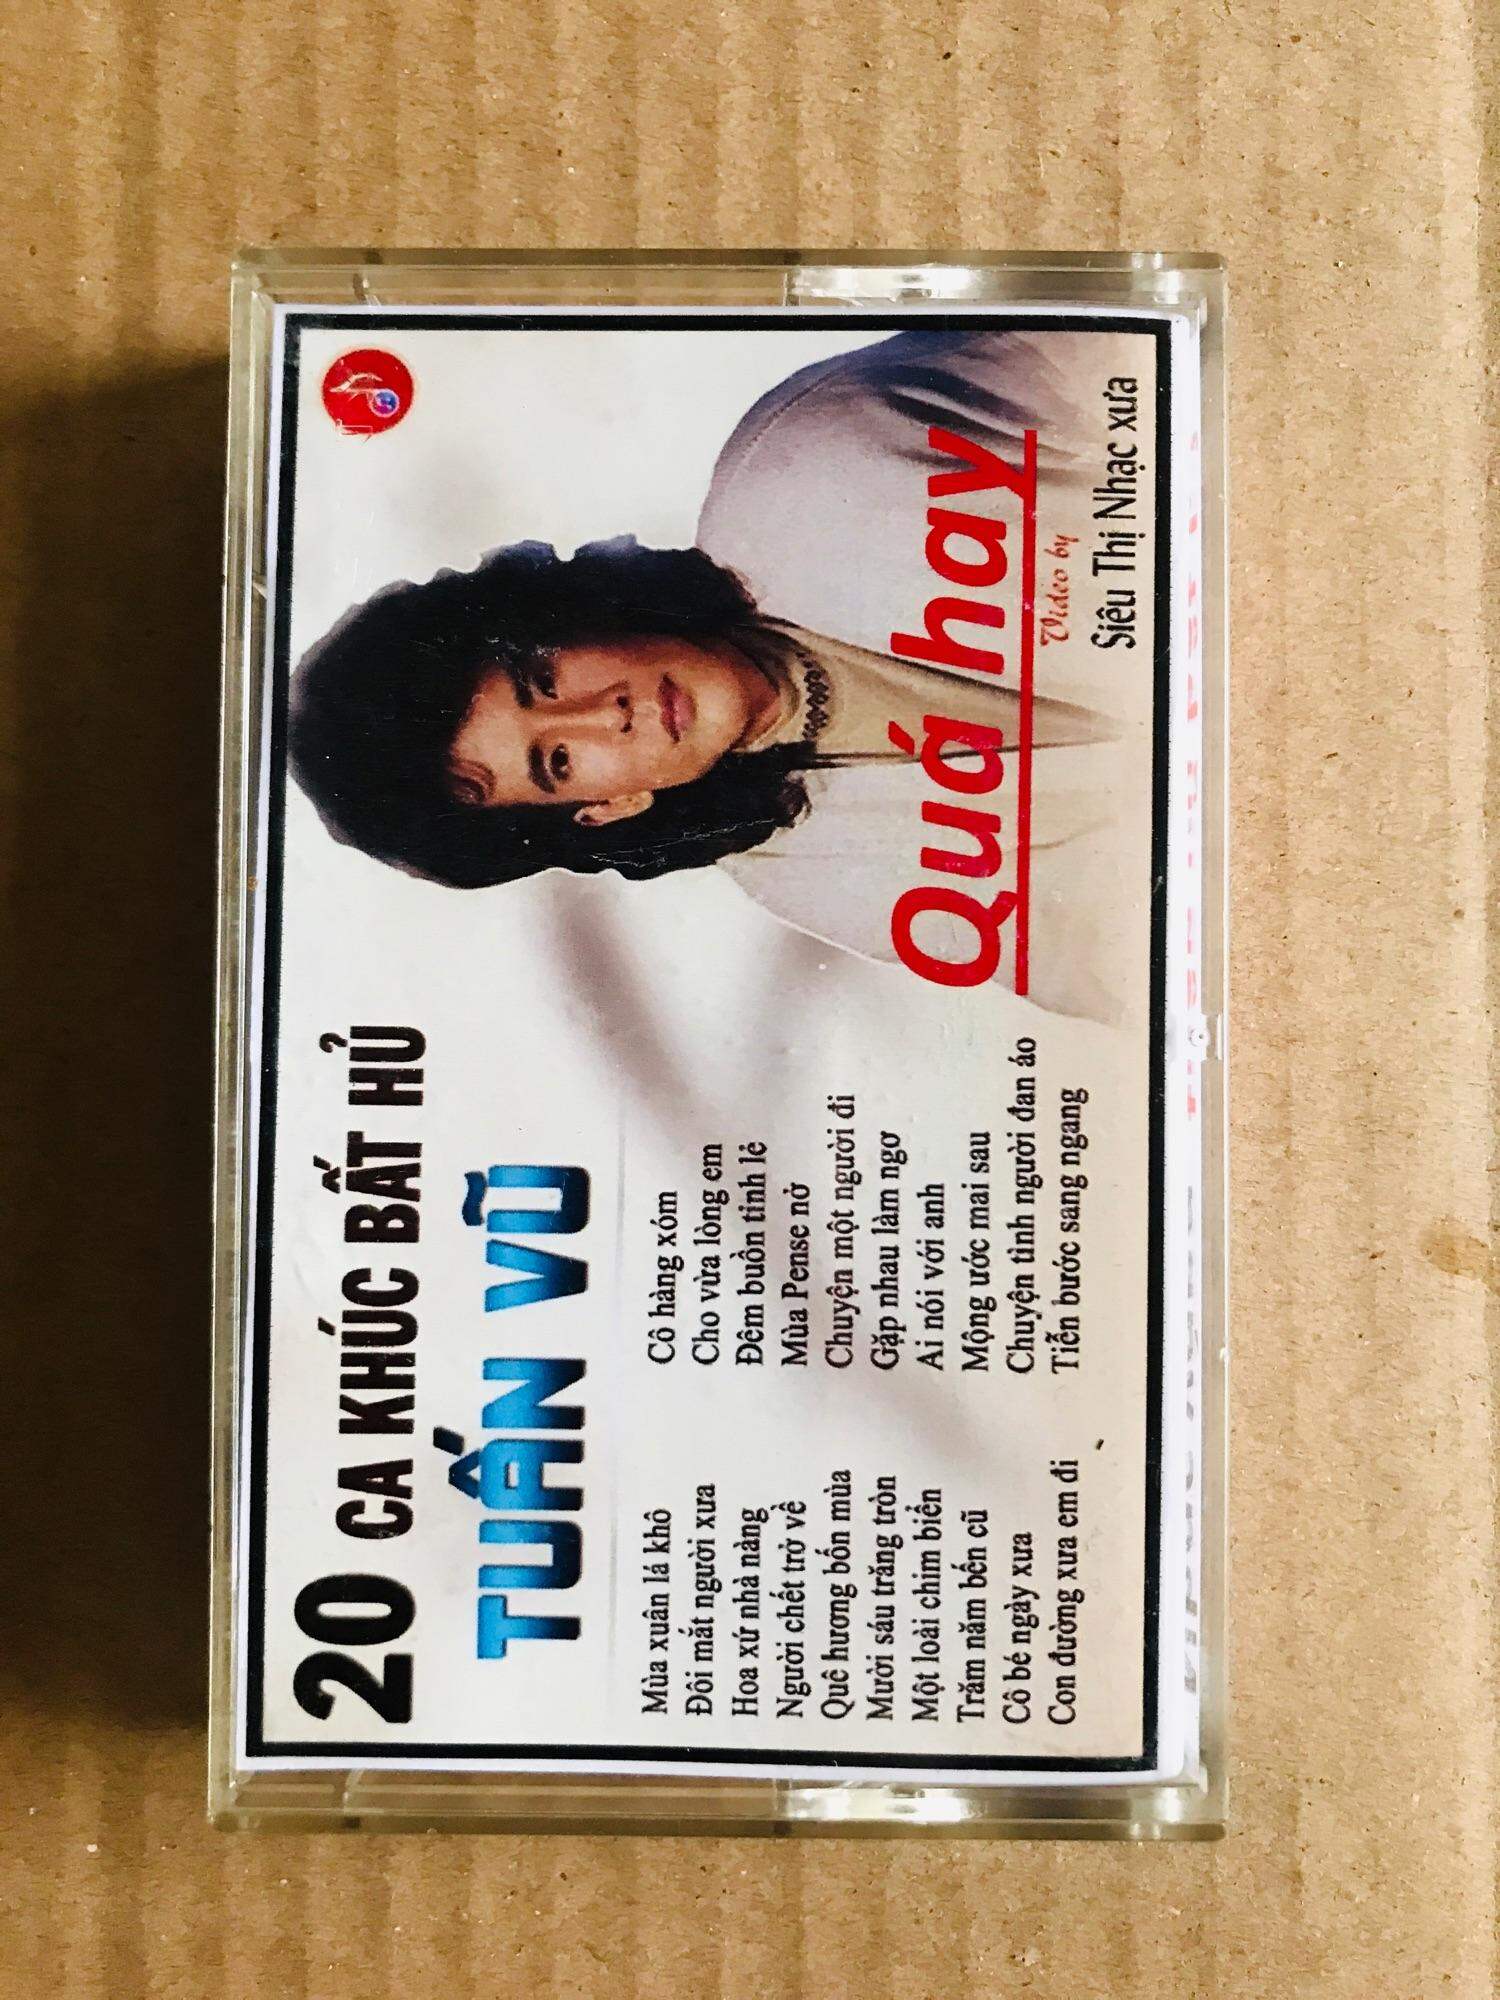 20 CA KHÚC BẤT HỦ
TUẤN VŨ
Mùa xuân lá khô
Đôi mắt người xưa
Hoa xứ nhà nàng
Người chết trở về
Quê hương bốn mùa
Mười sáu trăng tròn
Một loài chim biển
Trăm năm bến cũ
Cô bé ngày xưa
Con đường xưa em đi
Cô hàng xóm
Cho vừa lòng em
Đêm buồn tỉnh lẻ
Mùa Pense nở
Chuyện một người đi
Gặp nhau làm ngơ
Ai nói với anh
Mộng ước mai sau
Chuyện tình người đan áo
Tiễn bước sang ngang
Quá hay
Video by
Siêu Thị Nhạc xưa